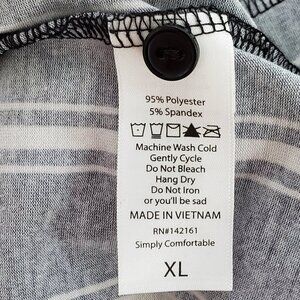 95% Polyester
5% Spandex
Machine Wash Cold
Gently Cycle
Do Not Bleach
Hang Dry
Do Not Iron
or you'll be sad
MADE IN VIETNAM
RN#142161
Simply Comfortable
XL